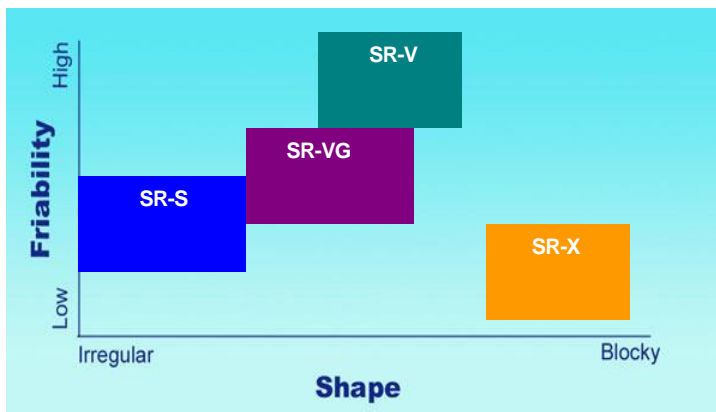 High
SR-V
SR-VG
Friability
SR-S
SR-X
Low
Irregular
Blocky
Shape